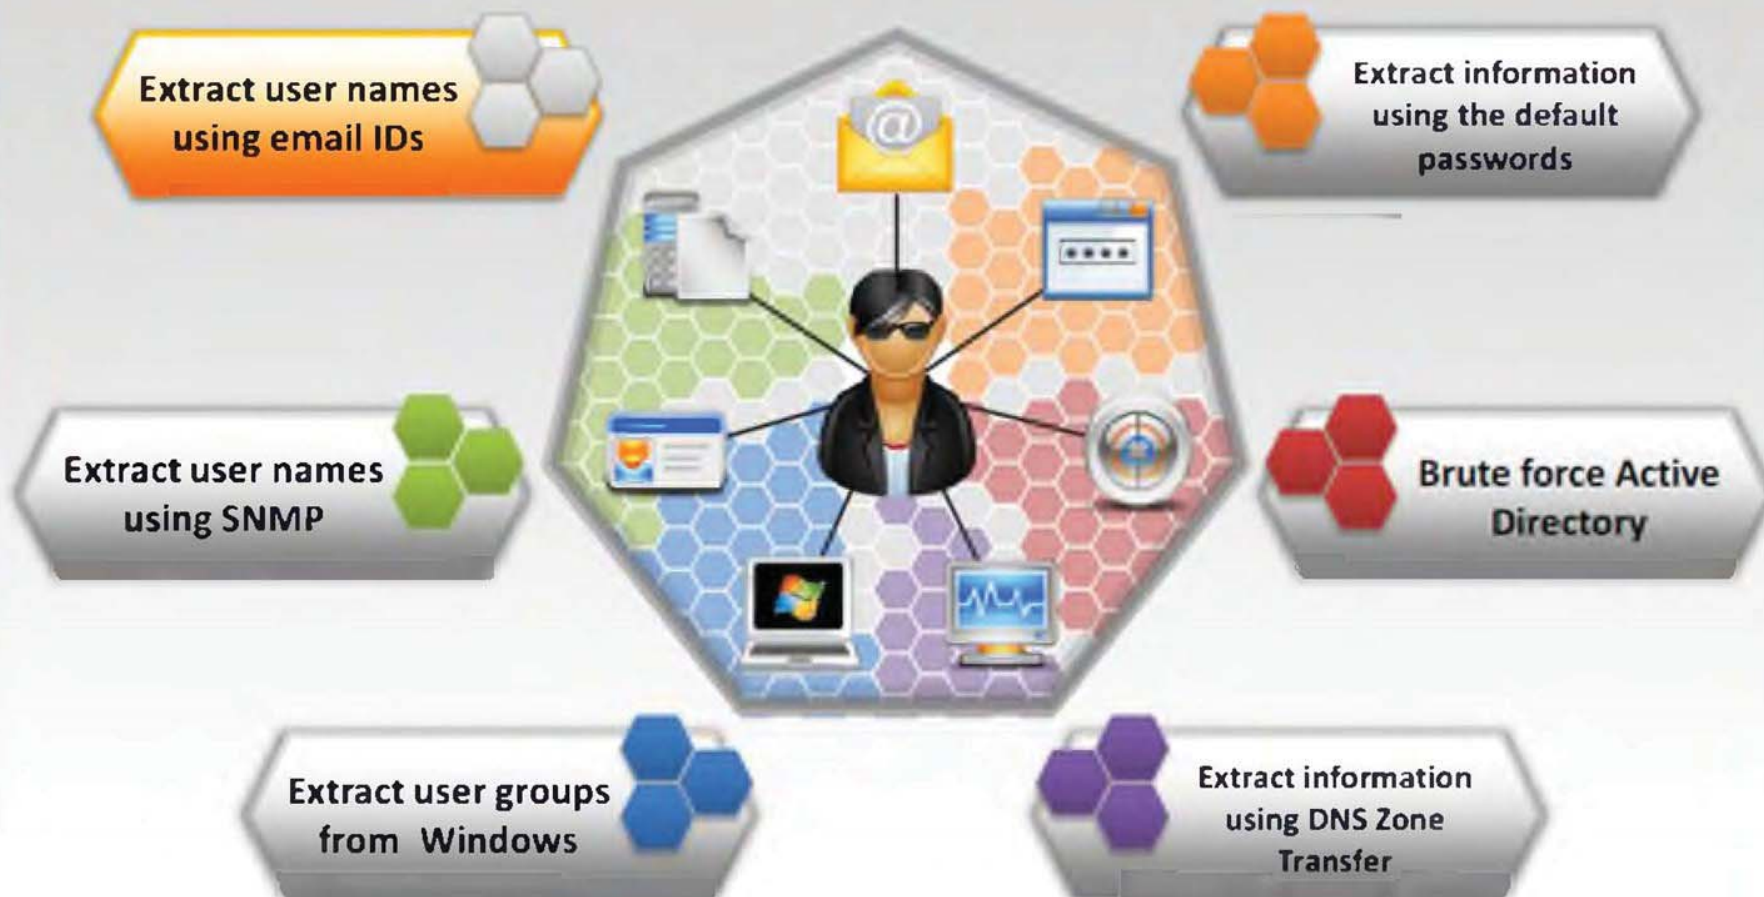 Extract user names
using email IDs
Extract information
using the default
passwords
@
Extract user names
using SNMP
Brute force Active
Directory
Extract user groups
from Windows
Extract information
using DNS Zone
Transfer